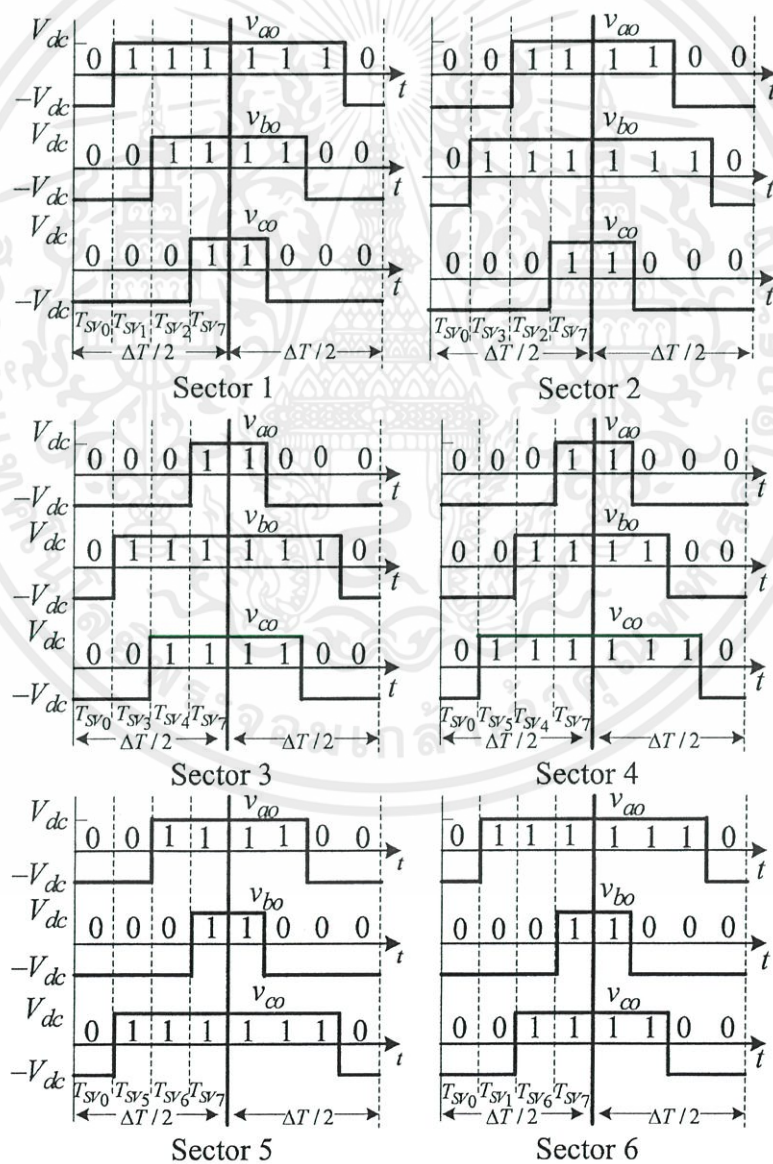 V_dc 0 1 1 1 1 1 1 0 v_ao t
-V_dc
V_dc 0 0 1 1 1 1 0 0 v_bo t
-V_dc
V_dc 0 0 0 1 1 0 0 0 v_co t
-V_dc
T_SV0 T_SV1 T_SV2 T_SV7
ΔT/2 ΔT/2
Sector 1
0 0 1 1 1 1 0 0 v_ao t
0 1 1 1 1 1 1 0 v_bo t
0 0 0 1 1 0 0 0 v_co t
T_SV0 T_SV3 T_SV2 T_SV7
ΔT/2 ΔT/2
Sector 2
V_dc 0 0 0 1 1 0 0 0 v_ao t
-V_dc
V_dc 0 1 1 1 1 1 1 0 v_bo t
-V_dc
V_dc 0 0 1 1 1 1 0 0 v_co t
-V_dc
T_SV0 T_SV3 T_SV4 T_SV7
ΔT/2 ΔT/2
Sector 3
0 0 0 1 1 0 0 0 v_ao t
0 0 1 1 1 1 0 0 v_bo t
0 1 1 1 1 1 1 0 v_co t
T_SV0 T_SV5 T_SV4 T_SV7
ΔT/2 ΔT/2
Sector 4
V_dc 0 0 1 1 1 1 0 0 v_ao t
-V_dc
V_dc 0 0 0 1 1 0 0 0 v_bo t
-V_dc
V_dc 0 1 1 1 1 1 1 0 v_co t
-V_dc
T_SV0 T_SV5 T_SV6 T_SV7
ΔT/2 ΔT/2
Sector 5
0 1 1 1 1 1 1 0 v_ao t
0 0 0 1 1 0 0 0 v_bo t
0 0 1 1 1 1 0 0 v_co t
T_SV0 T_SV1 T_SV6 T_SV7
ΔT/2 ΔT/2
Sector 6